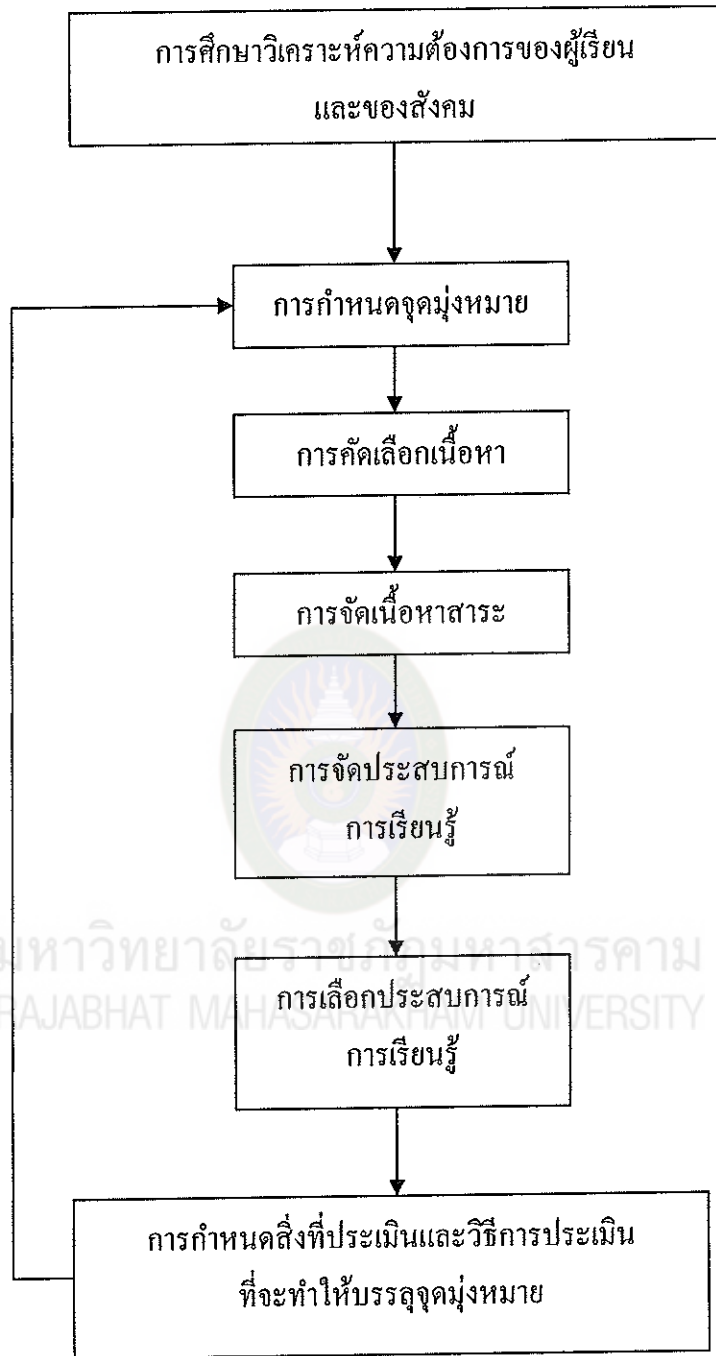 การศึกษาวิเคราะห์ความต้องการของผู้เรียน
และของสังคม
การกำหนดจุดมุ่งหมาย
การคัดเลือกเนื้อหา
การจัดเนื้อหาสาระ
การจัดประสบการณ์
การเรียนรู้
มหาวิทยาลัยราชภัฏมหาสารคาม
RAJABHAT MAHASARAKHAM UNIVERSITY
การเลือกประสบการณ์
การเรียนรู้
การกำหนดสิ่งที่ประเมินและวิธีการประเมิน
ที่จะทำให้บรรลุจุดมุ่งหมาย